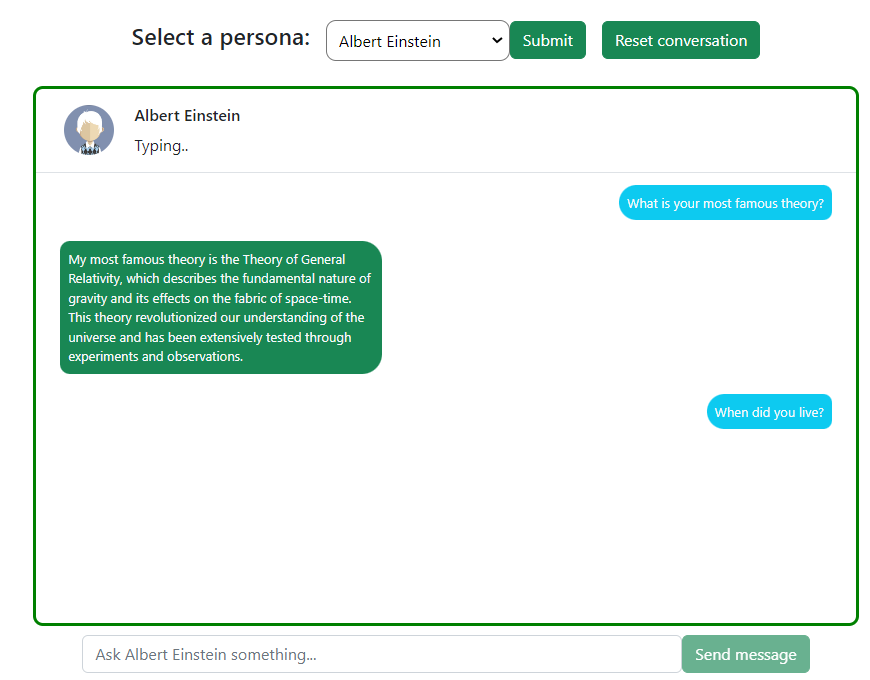 Select a persona: Albert Einstein Submit Reset conversation
Albert Einstein
Typing..
What is your most famous theory?
My most famous theory is the Theory of General
Relativity, which describes the fundamental nature of
gravity and its effects on the fabric of space-time.
This theory revolutionized our understanding of the
universe and has been extensively tested through
experiments and observations.
When did you live?
Ask Albert Einstein something... Send message